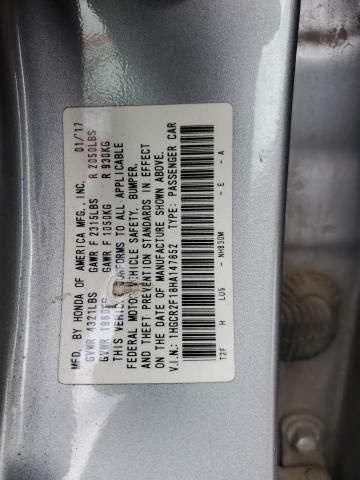 MFD. BY HONDA OF AMERICA MFG., INC. 01/17
GVWR 4321LBS GAWR F 2315LBS R 2050LBS
GVWR 1960KG GAWR F 1050KG R 930KG
THIS VEHICLE CONFORMS TO ALL APPLICABLE
FEDERAL MOTOR VEHICLE SAFETY, BUMPER,
AND THEFT PREVENTION STANDARDS IN EFFECT
ON THE DATE OF MANUFACTURE SHOWN ABOVE.
V.I.N.: 1HGCR2F18HA147852 TYPE: PASSENGER CAR
T2F H LUS - NH830M - E - A